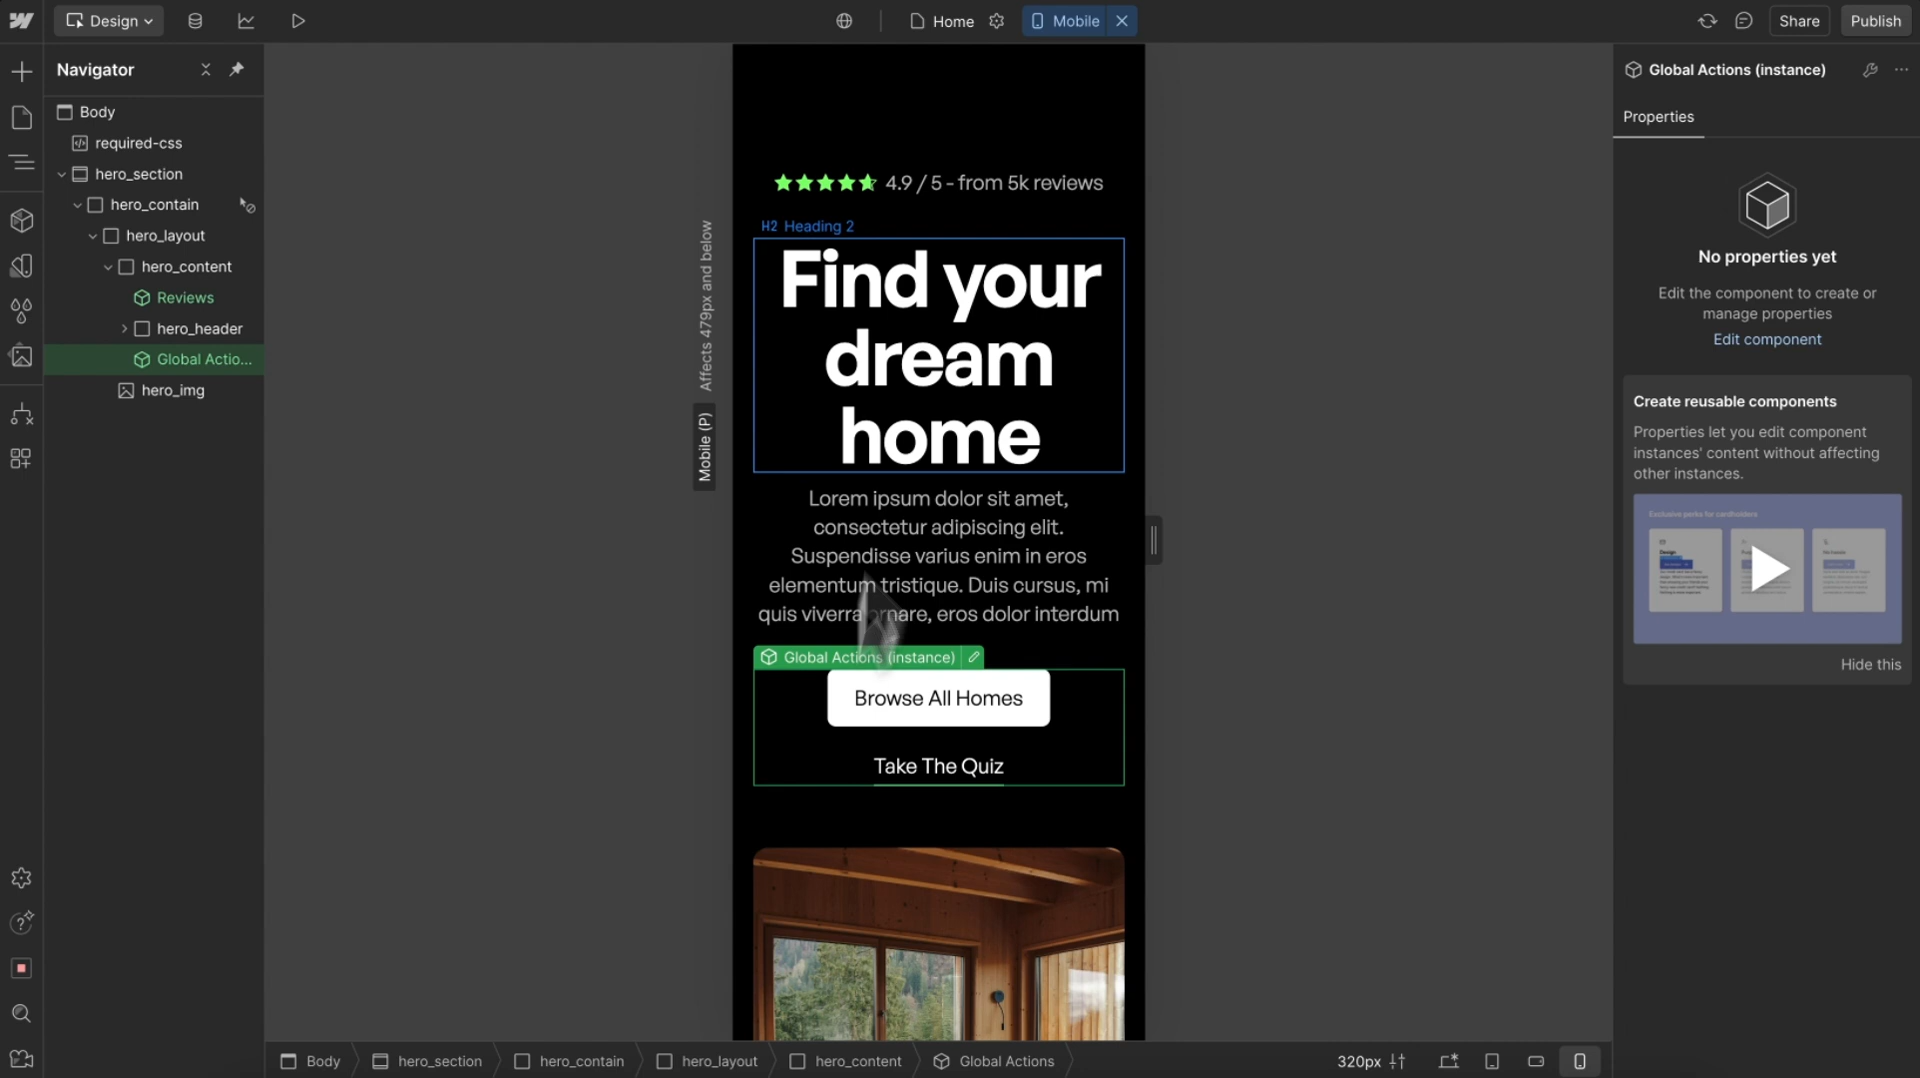 Design
Home
Mobile
Share
Publish
Navigator
Body
required-css
hero_section
hero_contain
hero_layout
hero_content
Reviews
hero_header
Global Actio...
hero_img
Affects 479px and below
Mobile (P)
4.9 / 5 - from 5k reviews
H2 Heading 2
Find your
dream
home
Lorem ipsum dolor sit amet,
consectetur adipiscing elit.
Suspendisse varius enim in eros
elementum tristique. Duis cursus, mi
quis viverra ornare, eros dolor interdum
Global Actions (instance)
Browse All Homes
Take The Quiz
Global Actions (instance)
Properties
No properties yet
Edit the component to create or
manage properties
Edit component
Create reusable components
Properties let you edit component
instances' content without affecting
other instances.
Exclusive perks for cardholders
Design
Hide this
Body
hero_section
hero_contain
hero_layout
hero_content
Global Actions
320px